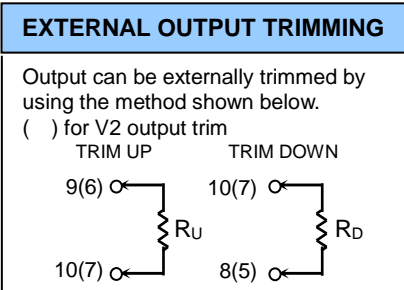 EXTERNAL OUTPUT TRIMMING
Output can be externally trimmed by
using the method shown below.
( ) for V2 output trim
TRIM UP TRIM DOWN
9(6) 10(7)
RU RD
10(7) 8(5)